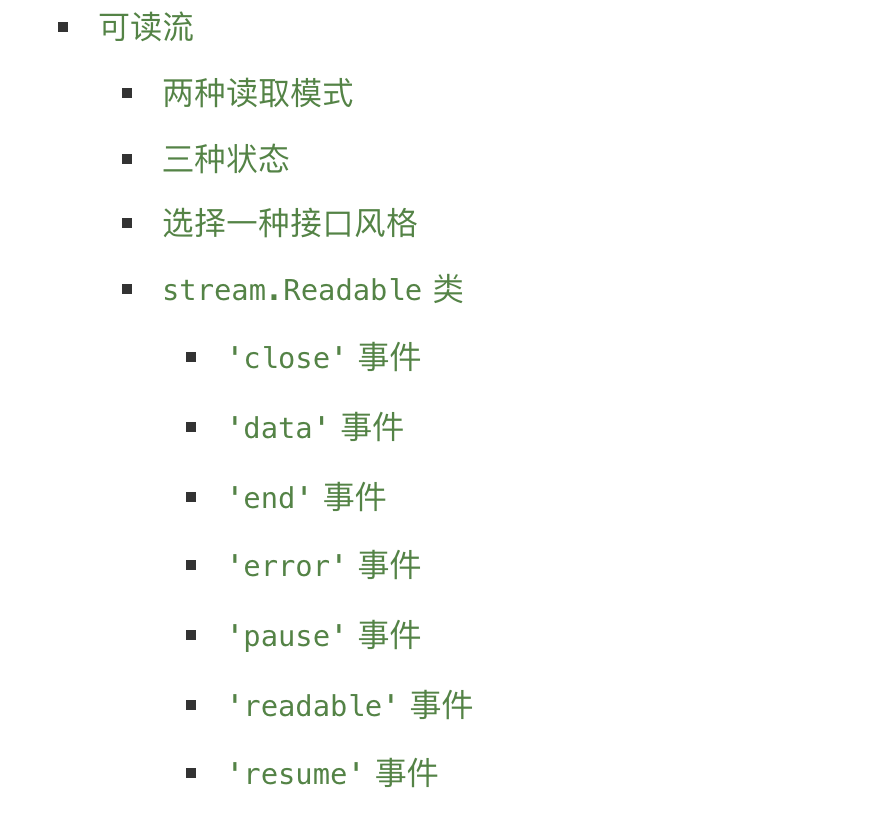 可读流
两种读取模式
三种状态
选择一种接口风格
stream.Readable 类
'close' 事件
'data' 事件
'end' 事件
'error' 事件
'pause' 事件
'readable' 事件
'resume' 事件